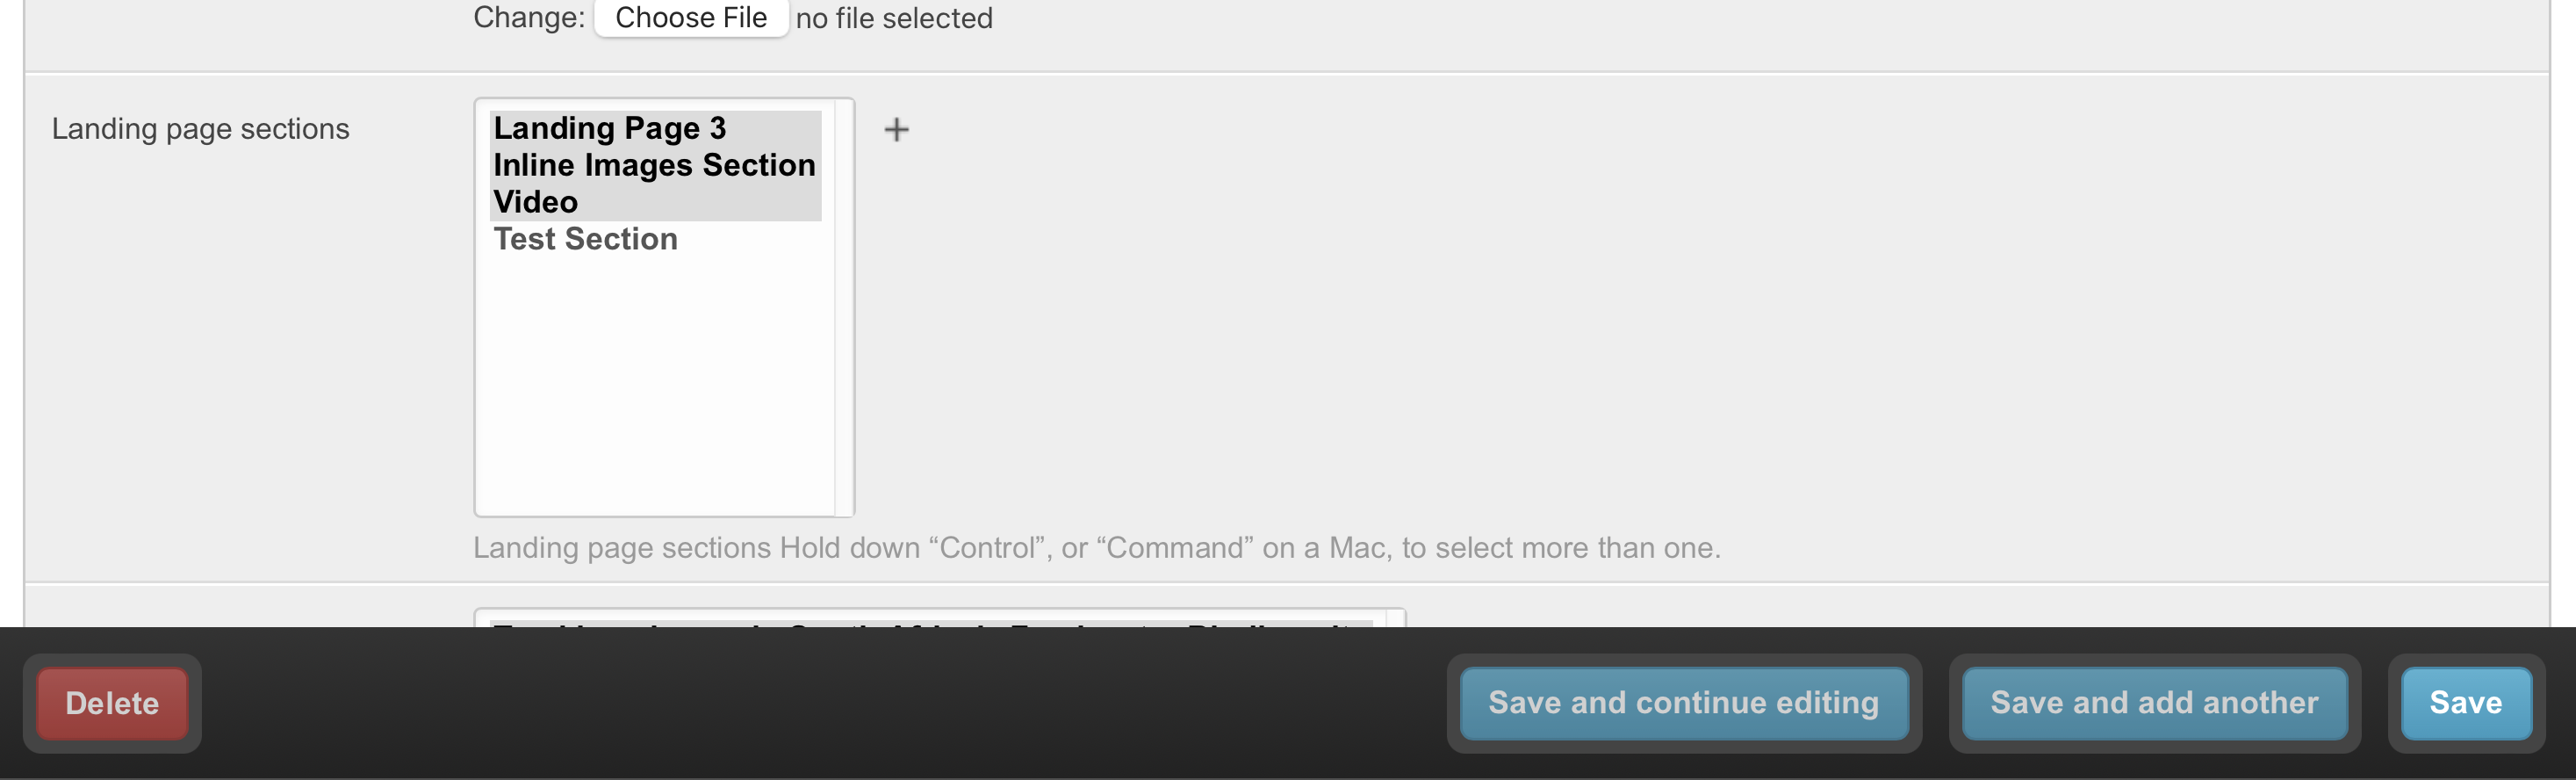 Change: Choose File no file selected
Landing page sections
Landing Page 3
Inline Images Section
Video
Test Section
+
Landing page sections Hold down “Control”, or “Command” on a Mac, to select more than one.
Delete
Save and continue editing
Save and add another
Save